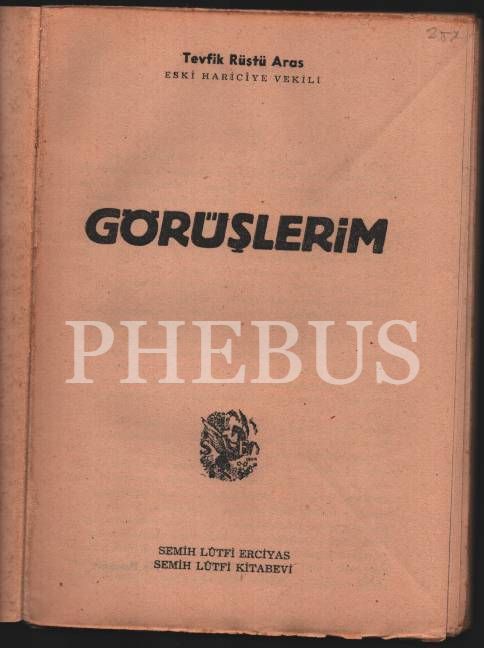 Tevfik Rüştü Aras
ESKİ HARİCİYE VEKİLİ
GÖRÜŞLERİM
PHEBUS
SEMİH LÛTFİ ERCİYAS
SEMİH LÛTFİ KİTABEVİ